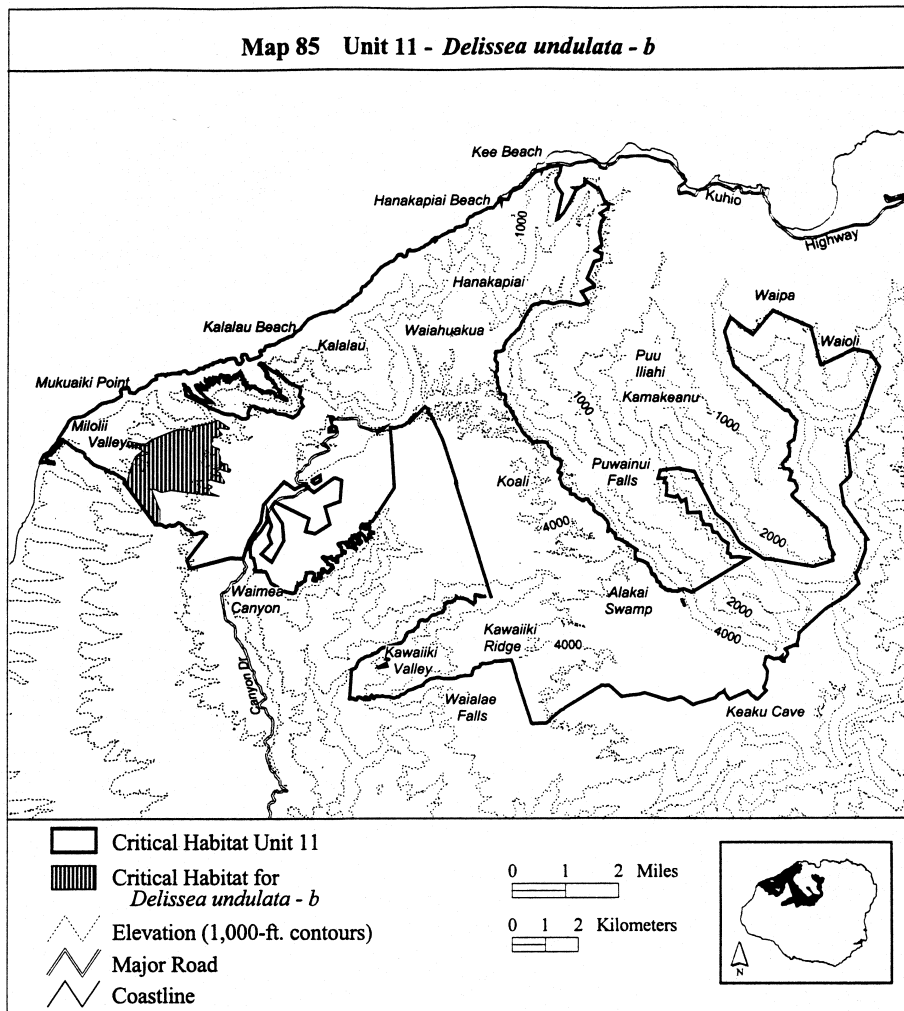 Map 85 Unit 11 - Delissea undulata - b
Kee Beach
Hanakapiai Beach
Kuhio
Highway
1000
Hanakapiai
Waipa
Kalalau Beach
Kalalau
Waiahuakua
Waioli
Puu
Iliahi
Mukuaiki Point
Kamakeanu
1000
1000
Milolii
Valley
Puwainui
Falls
Koali
4000
2000
Waimea
Canyon
Alakai
Swamp
2000
4000
Kawaiiki
Valley
Kawaiiki
Ridge
4000
Canyon Dr
Waialae
Falls
Keaku Cave
Critical Habitat Unit 11
Critical Habitat for
Delissea undulata - b
Elevation (1,000-ft. contours)
Major Road
Coastline
0 1 2 Miles
0 1 2 Kilometers
N